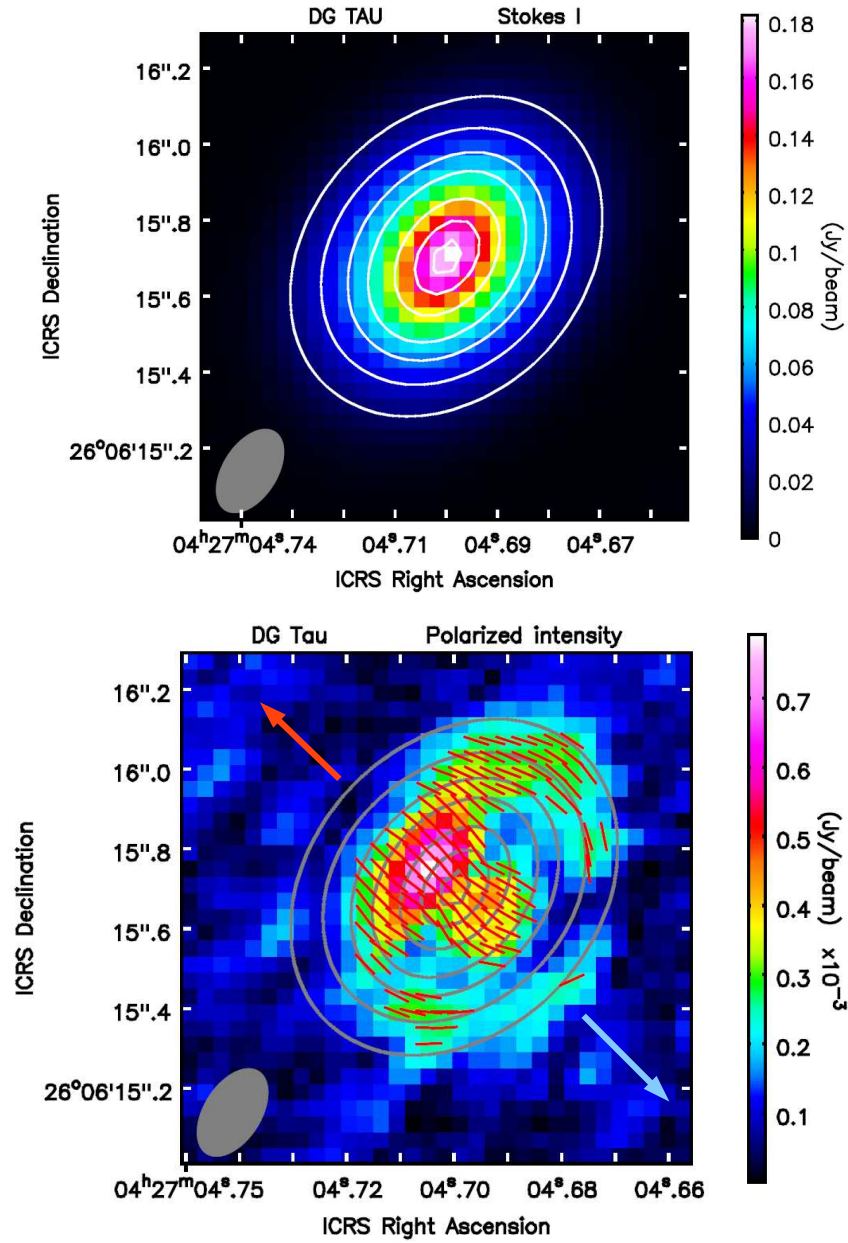 DG TAU Stokes I
16".2
16".0
15".8
15".6
15".4
26°06'15".2
04ʰ27ᵐ04ˢ.74 04ˢ.71 04ˢ.69 04ˢ.67
ICRS Right Ascension
ICRS Declination
0.18
0.16
0.14
0.12
0.1
0.08
0.06
0.04
0.02
0
(Jy/beam)
DG Tau Polarized intensity
16".2
16".0
15".8
15".6
15".4
26°06'15".2
04ʰ27ᵐ04ˢ.75 04ˢ.72 04ˢ.70 04ˢ.68 04ˢ.66
ICRS Right Ascension
ICRS Declination
0.7
0.6
0.5
0.4
0.3
0.2
0.1
(Jy/beam) ×10⁻³